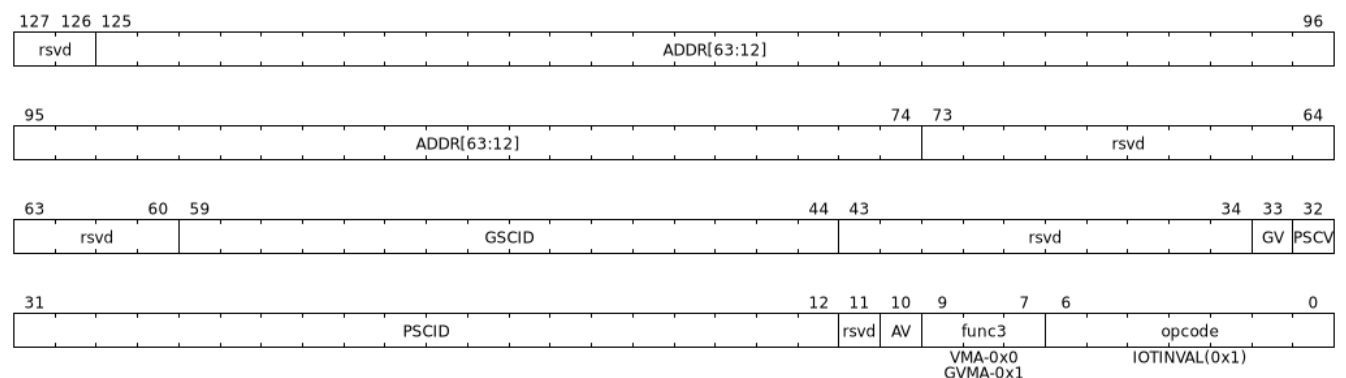 127 126 125 96
rsvd ADDR[63:12]
95 74 73 64
ADDR[63:12] rsvd
63 60 59 44 43 34 33 32
rsvd GSCID rsvd GV PSCV
31 12 11 10 9 7 6 0
PSCID rsvd AV func3 opcode
VMA-0x0 IOTINVAL(0x1)
GVMA-0x1